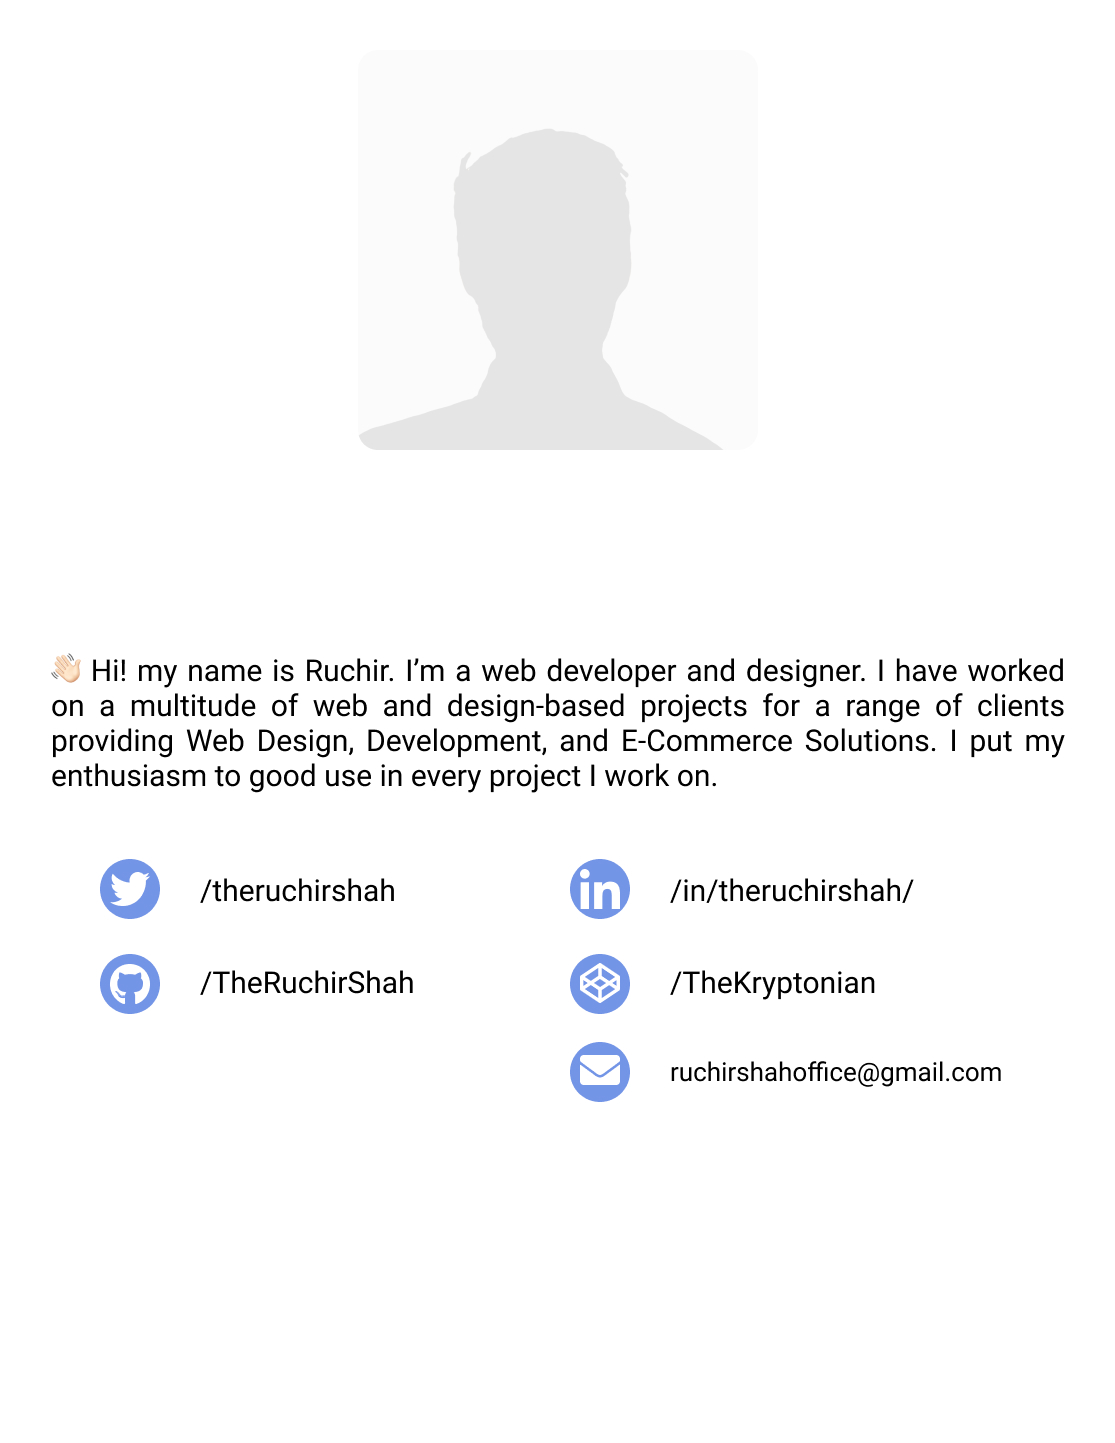 👋🏻 Hi! my name is Ruchir. I’m a web developer and designer. I have worked
on a multitude of web and design-based projects for a range of clients
providing Web Design, Development, and E-Commerce Solutions. I put my
enthusiasm to good use in every project I work on.
/theruchirshah
/in/theruchirshah/
/TheRuchirShah
/TheKryptonian
ruchirshahoffice@gmail.com